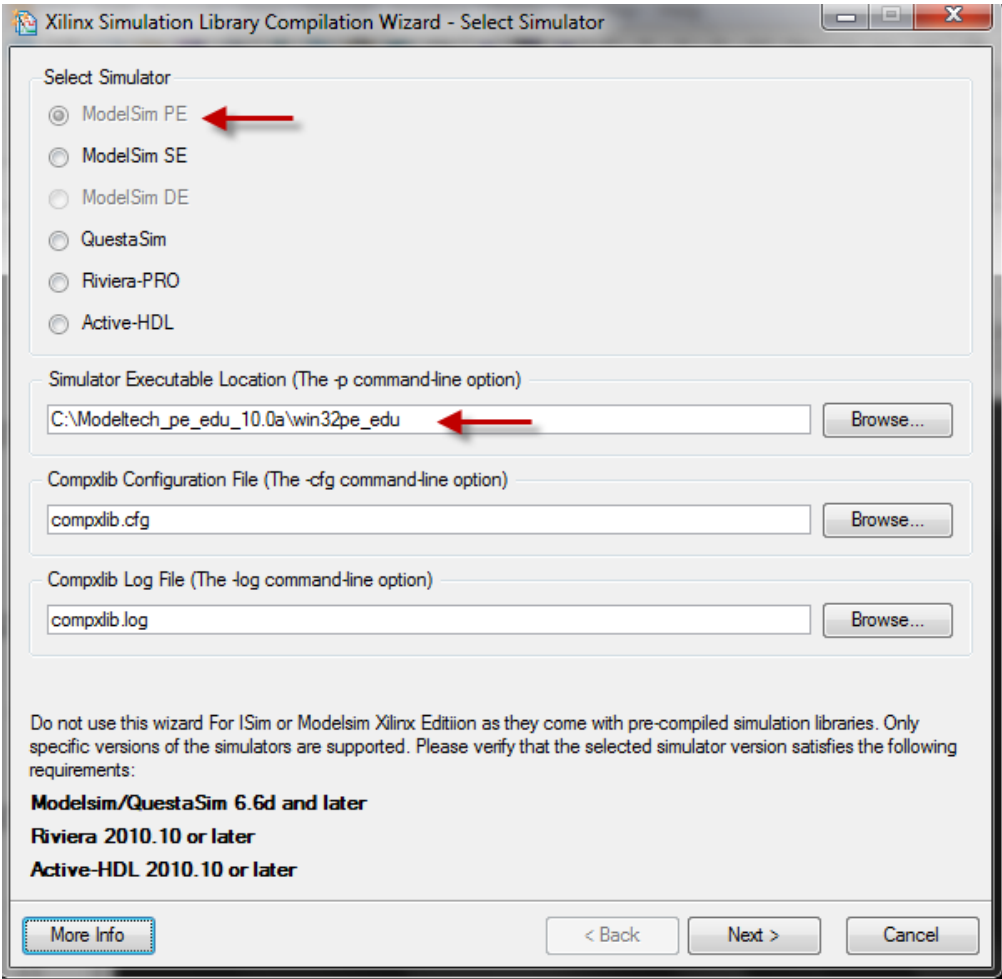 Xilinx Simulation Library Compilation Wizard - Select Simulator
Select Simulator
ModelSim PE
ModelSim SE
ModelSim DE
QuestaSim
Riviera-PRO
Active-HDL
Simulator Executable Location (The -p command-line option)
C:\Modeltech_pe_edu_10.0a\win32pe_edu
Browse...
Compxlib Configuration File (The -cfg command-line option)
compxlib.cfg
Browse...
Compxlib Log File (The -log command-line option)
compxlib.log
Browse...
Do not use this wizard For ISim or Modelsim Xilinx Editiion as they come with pre-compiled simulation libraries. Only
specific versions of the simulators are supported. Please verify that the selected simulator version satisfies the following
requirements:
Modelsim/QuestaSim 6.6d and later
Riviera 2010.10 or later
Active-HDL 2010.10 or later
More Info
< Back
Next >
Cancel